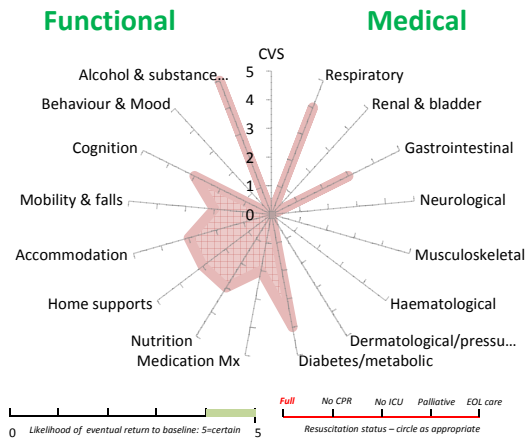 Functional
Medical
CVS
Alcohol & substance...
Respiratory
Behaviour & Mood
Renal & bladder
Cognition
Gastrointestinal
Mobility & falls
Neurological
Accommodation
Musculoskeletal
Home supports
Haematological
Nutrition
Dermatological/pressu...
Medication Mx
Diabetes/metabolic
5
4
3
2
1
0
0
Likelihood of eventual return to baseline: 5=certain
5
Full
No CPR
No ICU
Palliative
EOL care
Resuscitation status – circle as appropriate